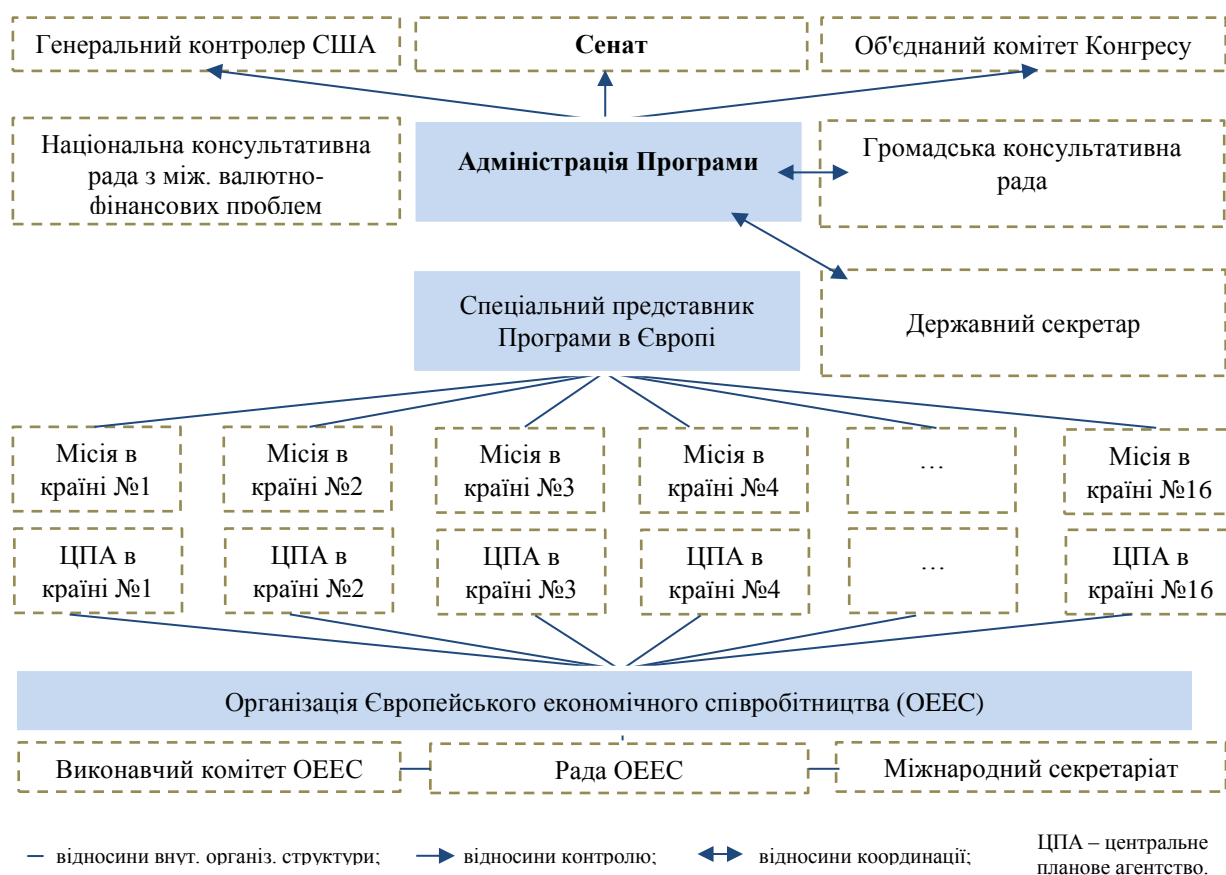 Генеральний контролер США
Сенат
Об'єднаний комітет Конгресу
Національна консультативна
рада з між. валютно-
фінансових проблем
Адміністрація Програми
Громадська консультативна
рада
Спеціальний представник
Програми в Європі
Державний секретар
Місія в
країні №1
Місія в
країні №2
Місія в
країні №3
Місія в
країні №4
…
Місія в
країні №16
ЦПА в
країні №1
ЦПА в
країні №2
ЦПА в
країні №3
ЦПА в
країні №4
…
ЦПА в
країні №16
Організація Європейського економічного співробітництва (ОЕЕС)
Виконавчий комітет ОЕЕС
Рада ОЕЕС
Міжнародний секретаріат
відносини внут. організ. структури;
відносини контролю;
відносини координації;
ЦПА – центральне
планове агентство.